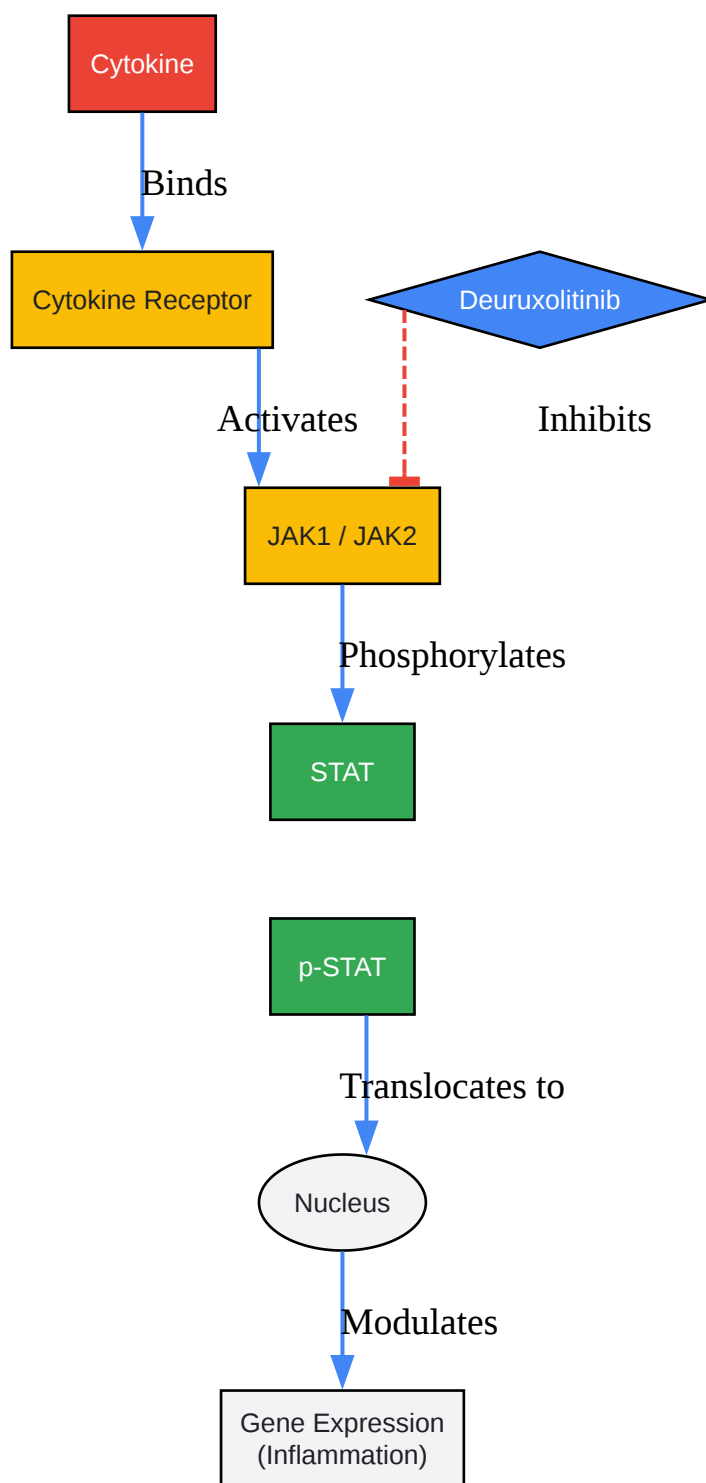 Cytokine
Binds
Cytokine Receptor
Deuruxolitinib
Activates
Inhibits
JAK1 / JAK2
Phosphorylates
STAT
p-STAT
Translocates to
Nucleus
Modulates
Gene Expression
(Inflammation)